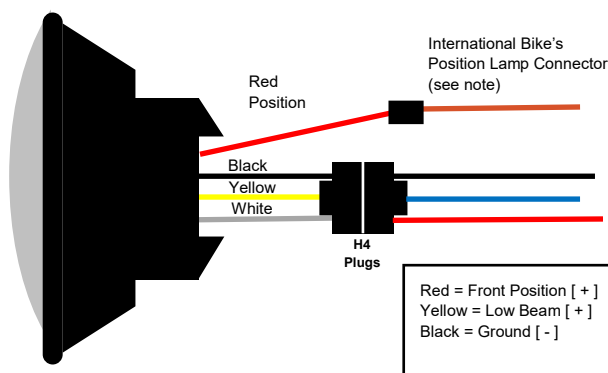 International Bike's
Position Lamp Connector
(see note)
Red
Position
Black
Yellow
White
H4
Plugs
Red = Front Position [ + ]
Yellow = Low Beam [ + ]
Black = Ground [ - ]